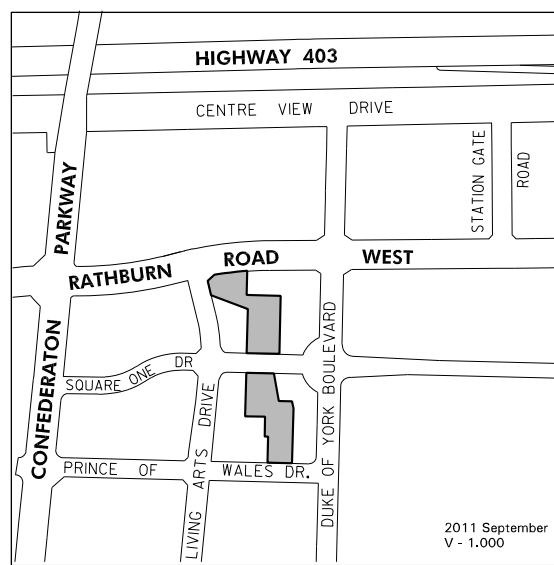 HIGHWAY 403
CENTRE VIEW DRIVE
STATION GATE ROAD
CONFEDERATON PARKWAY
RATHBURN ROAD WEST
SQUARE ONE DR
LIVING ARTS DRIVE
DUKE OF YORK BOULEVARD
PRINCE OF WALES DR.
2011 September
V - 1.000